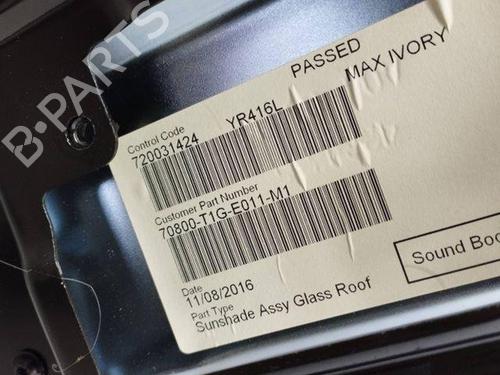 B-PARTS
PASSED
MAX IVORY
Control Code
720031424
YR416L
Customer Part Number
70800-T1G-E011-M1
Date
11/08/2016
Part Type
Sunshade Assy Glass Roof
Sound Boo